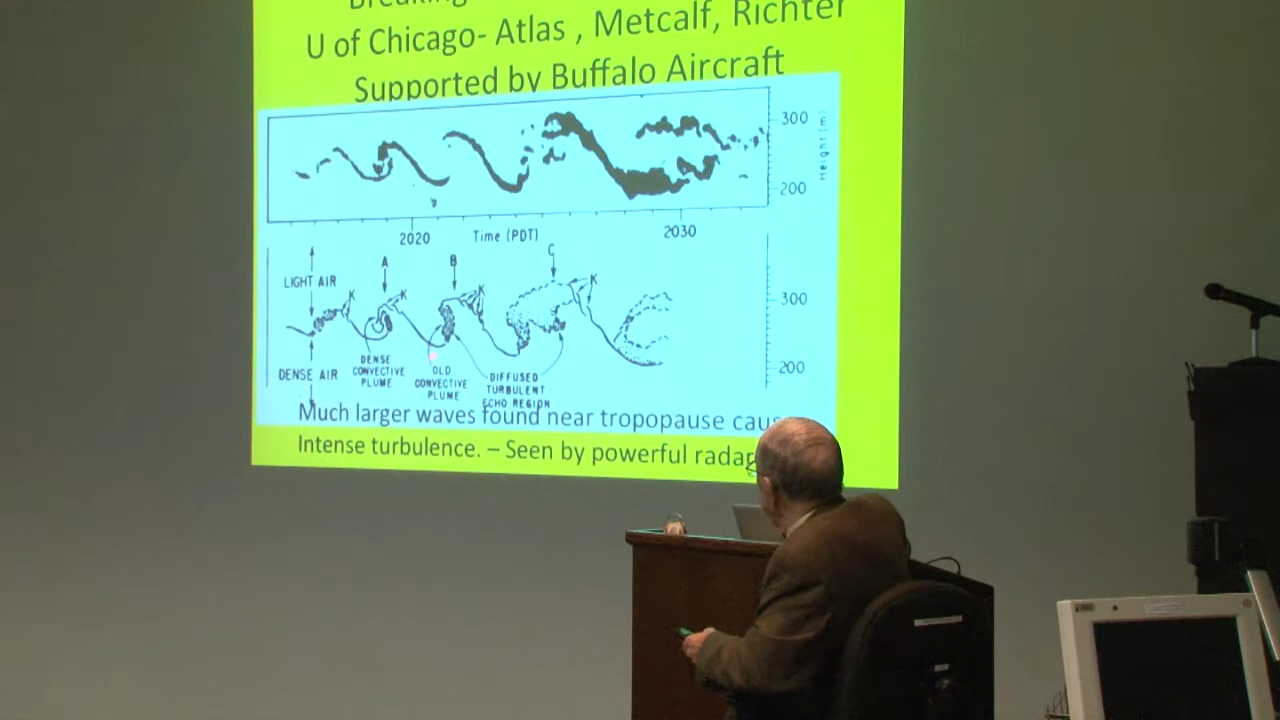 Breaking
U of Chicago- Atlas , Metcalf, Richter
Supported by Buffalo Aircraft
300
Height (m)
200
2020
Time (PDT)
2030
A
B
C
LIGHT AIR
K
K
K
K
300
DENSE AIR
DENSE
CONVECTIVE
PLUME
OLD
CONVECTIVE
PLUME
DIFFUSED
TURBULENT
ECHO REGION
200
Much larger waves found near tropopause
Intense turbulence. – Seen by powerful radar